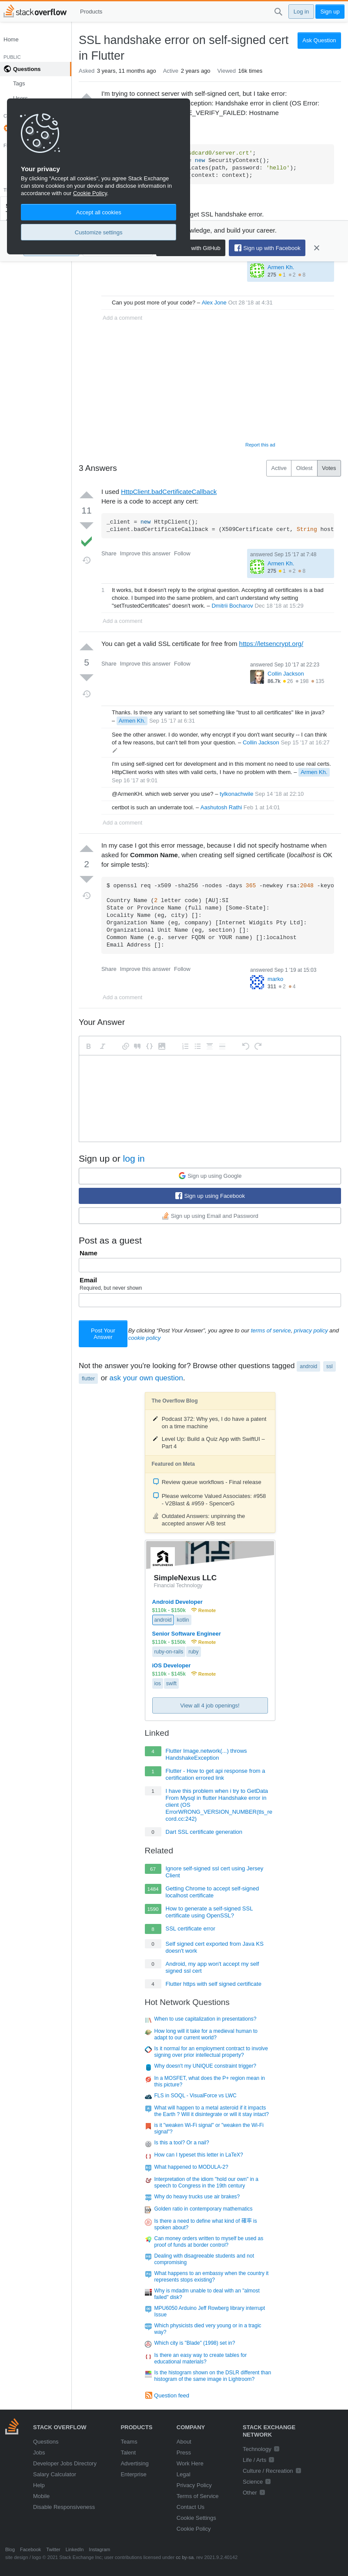 stack overflow
Products
Log in
Sign up
Home
PUBLIC
Questions
Tags
SSL handshake error on self-signed cert in Flutter
Ask Question
Asked 3 years, 11 months ago Active 2 years ago Viewed 16k times
I'm trying to connect wss server with self-signed cert, but I take error:
ception: Handshake error in client (OS Error:
E_VERIFY_FAILED: Hostname
dcard0/server.crt';
new SecurityContext();
icates(path, password: 'hello');
context: context);
get SSL handshake error.
Your privacy
By clicking “Accept all cookies”, you agree Stack Exchange can store cookies on your device and disclose information in accordance with our Cookie Policy.
Accept all cookies
Customize settings
wledge, and build your career.
with GitHub
Sign up with Facebook
Armen Kh.
275 1 2 8
Can you post more of your code? – Alex Jone Oct 26 '18 at 4:31
Add a comment
Report this ad
3 Answers
Active Oldest Votes
11
I used HttpClient.badCertificateCallback
Here is a code to accept any cert:
_client = new HttpClient();
_client.badCertificateCallback = (X509Certificate cert, String host
Share Improve this answer Follow
answered Sep 15 '17 at 7:48
Armen Kh.
275 1 2 8
1
It works, but it doesn't reply to the original question. Accepting all certificates is a bad choice. I bumped into the same problem, and can't understand why setting "setTrustedCertificates" doesn't work. – Dmitrii Bocharov Dec 18 '18 at 15:29
Add a comment
5
You can get a valid SSL certificate for free from https://letsencrypt.org/
Share Improve this answer Follow
answered Sep 10 '17 at 22:23
Collin Jackson
86.7k 26 198 135
Thanks. Is there any variant to set something like "trust to all certificates" like in java? – Armen Kh. Sep 15 '17 at 6:31
See the other answer. I do wonder, why encrypt if you don't want security -- I can think of a few reasons, but can't tell from your question. – Collin Jackson Sep 15 '17 at 16:27
I'm using self-signed cert for development and in this moment no need to use real certs. HttpClient works with sites with valid certs, I have no problem with them. – Armen Kh. Sep 16 '17 at 9:01
@ArmenKH, which web server you use? – tylkonachwile Sep 14 '18 at 22:10
certbot is such an underrate tool. – Aashutosh Rathi Feb 1 at 14:01
Add a comment
2
In my case I got this error message, because I did not specify hostname when asked for Common Name, when creating self signed certificate (localhost is OK for simple tests):
$ openssl req -x509 -sha256 -nodes -days 365 -newkey rsa:2048 -keyo
Country Name (2 letter code) [AU]:SI
State or Province Name (full name) [Some-State]:
Locality Name (eg, city) []:
Organization Name (eg, company) [Internet Widgits Pty Ltd]:
Organizational Unit Name (eg, section) []:
Common Name (e.g. server FQDN or YOUR name) []:localhost
Email Address []:
Share Improve this answer Follow
answered Sep 1 '19 at 15:03
marko
311 2 4
Add a comment
Your Answer
Sign up or log in
Sign up using Google
Sign up using Facebook
Sign up using Email and Password
Post as a guest
Name
Email
Required, but never shown
Post Your Answer
By clicking “Post Your Answer”, you agree to our terms of service, privacy policy and cookie policy
Not the answer you're looking for? Browse other questions tagged android ssl flutter or ask your own question.
The Overflow Blog
Podcast 372: Why yes, I do have a patent on a time machine
Level Up: Build a Quiz App with SwiftUI – Part 4
Featured on Meta
Review queue workflows - Final release
Please welcome Valued Associates: #958 - V2Blast & #959 - SpencerG
Outdated Answers: unpinning the accepted answer A/B test
SimpleNexus LLC
Financial Technology
Android Developer
$110k - $150k Remote
android kotlin
Senior Software Engineer
$110k - $150k Remote
ruby-on-rails ruby
iOS Developer
$110k - $145k Remote
ios swift
View all 4 job openings!
Linked
4 Flutter Image.network(...) throws HandshakeException
1 Flutter - How to get api response from a certification errored link
1 I have this problem when i try to GetData From Mysql in flutter Handshake error in client (OS ErrorWRONG_VERSION_NUMBER(tls_record.cc:242)
0 Dart SSL certificate generation
Related
67 Ignore self-signed ssl cert using Jersey Client
1484 Getting Chrome to accept self-signed localhost certificate
1586 How to generate a self-signed SSL certificate using OpenSSL?
8 SSL certificate error
0 Self signed cert exported from Java KS doesn't work
0 Android, my app won't accept my self signed ssl cert
4 Flutter https with self signed certificate
Hot Network Questions
When to use capitalization in presentations?
How long will it take for a medieval human to adapt to our current world?
Is it normal for an employment contract to involve signing over prior intellectual property?
Why doesn't my UNIQUE constraint trigger?
In a MOSFET, what does the P+ region mean in this picture?
FLS in SOQL - VisualForce vs LWC
What will happen to a metal asteroid if it impacts the Earth ? Will it disintegrate or will it stay intact?
Is it "weaken Wi-Fi signal" or "weaken the Wi-Fi signal"?
Is this a tool? Or a nail?
How can I typeset this letter in LaTeX?
What happened to MODULA-2?
Interpretation of the idiom "hold our own" in a speech to Congress in the 19th century
Why do heavy trucks use air brakes?
Golden ratio in contemporary mathematics
Is there a need to define what kind of 確率 is spoken about?
Can money orders written to myself be used as proof of funds at border control?
Dealing with disagreeable students and not compromising
What happens to an embassy when the country it represents stops existing?
Why is mdadm unable to deal with an "almost failed" disk?
MPU6050 Arduino Jeff Rowberg library interrupt issue
Which physicists died very young or in a tragic way?
Which city is "Blade" (1998) set in?
Is there an easy way to create tables for educational materials?
Is the histogram shown on the DSLR different than histogram of the same image in Lightroom?
Question feed
STACK OVERFLOW
Questions
Jobs
Developer Jobs Directory
Salary Calculator
Help
Mobile
Disable Responsiveness
PRODUCTS
Teams
Talent
Advertising
Enterprise
COMPANY
About
Press
Work Here
Legal
Privacy Policy
Terms of Service
Contact Us
Cookie Settings
Cookie Policy
STACK EXCHANGE NETWORK
Technology
Life / Arts
Culture / Recreation
Science
Other
Blog Facebook Twitter LinkedIn Instagram
site design / logo © 2021 Stack Exchange Inc; user contributions licensed under cc by-sa.